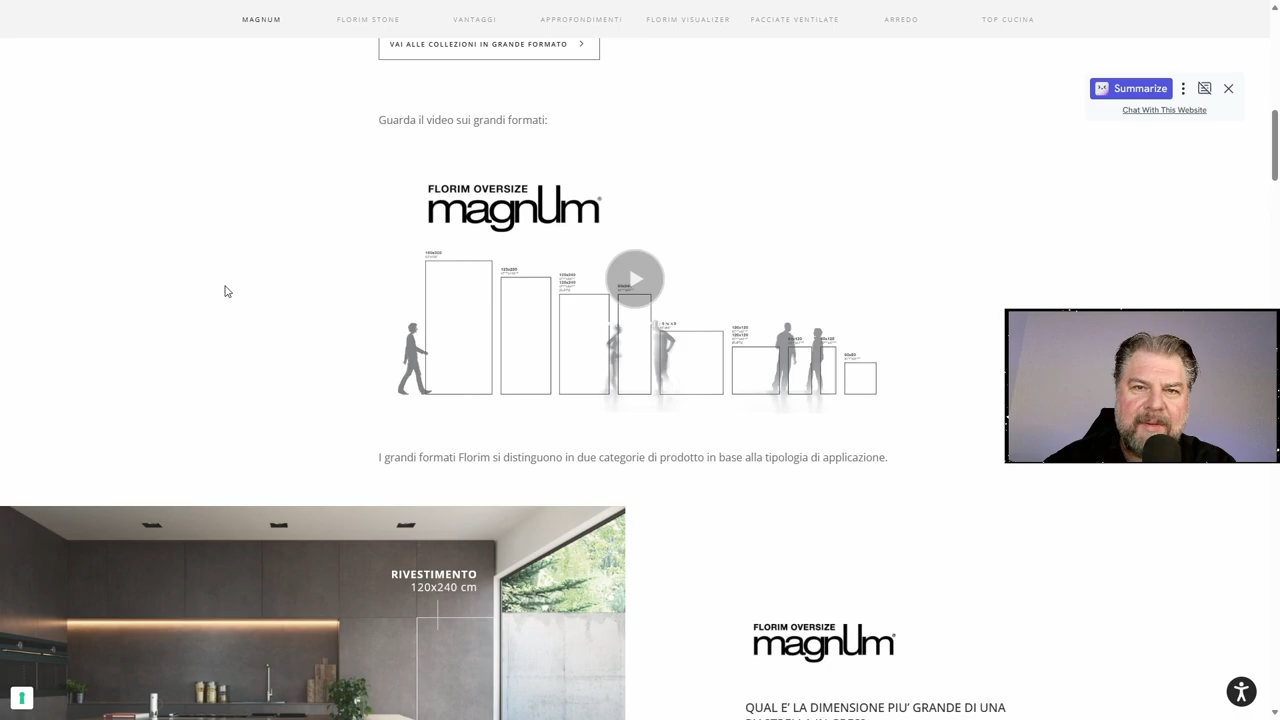 MAGNUM
FLORIM STONE
VANTAGGI
APPROFONDIMENTI
FLORIM VISUALIZER
FACCIATE VENTILATE
ARREDO
TOP CUCINA
VAI ALLE COLLEZIONI IN GRANDE FORMATO
Summarize
Chat With This Website
Guarda il video sui grandi formati:
FLORIM OVERSIZE
magnum
I grandi formati Florim si distinguono in due categorie di prodotto in base alla tipologia di applicazione.
RIVESTIMENTO
120x240 cm
FLORIM OVERSIZE
magnum
QUAL E' LA DIMENSIONE PIU' GRANDE DI UNA